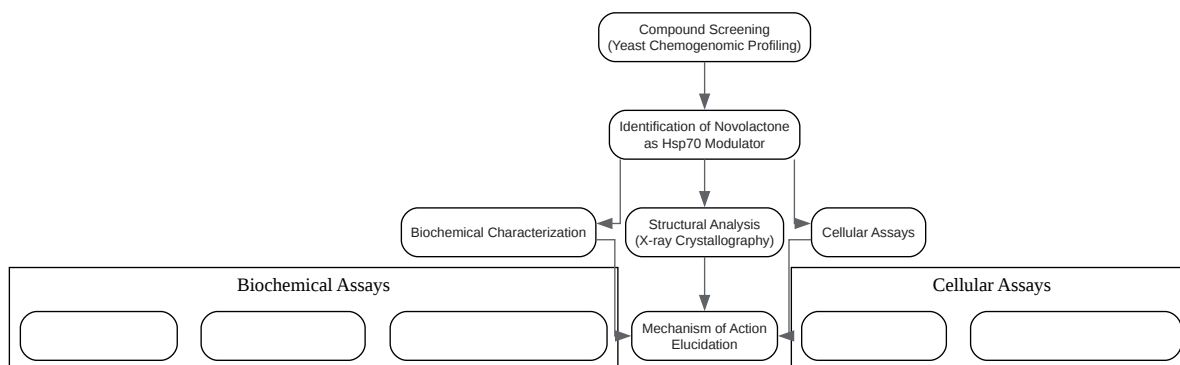 Compound Screening
(Yeast Chemogenomic Profiling)
Identification of Novolactone
as Hsp70 Modulator
Biochemical Characterization
Structural Analysis
(X-ray Crystallography)
Cellular Assays
Biochemical Assays
Cellular Assays
Mechanism of Action
Elucidation